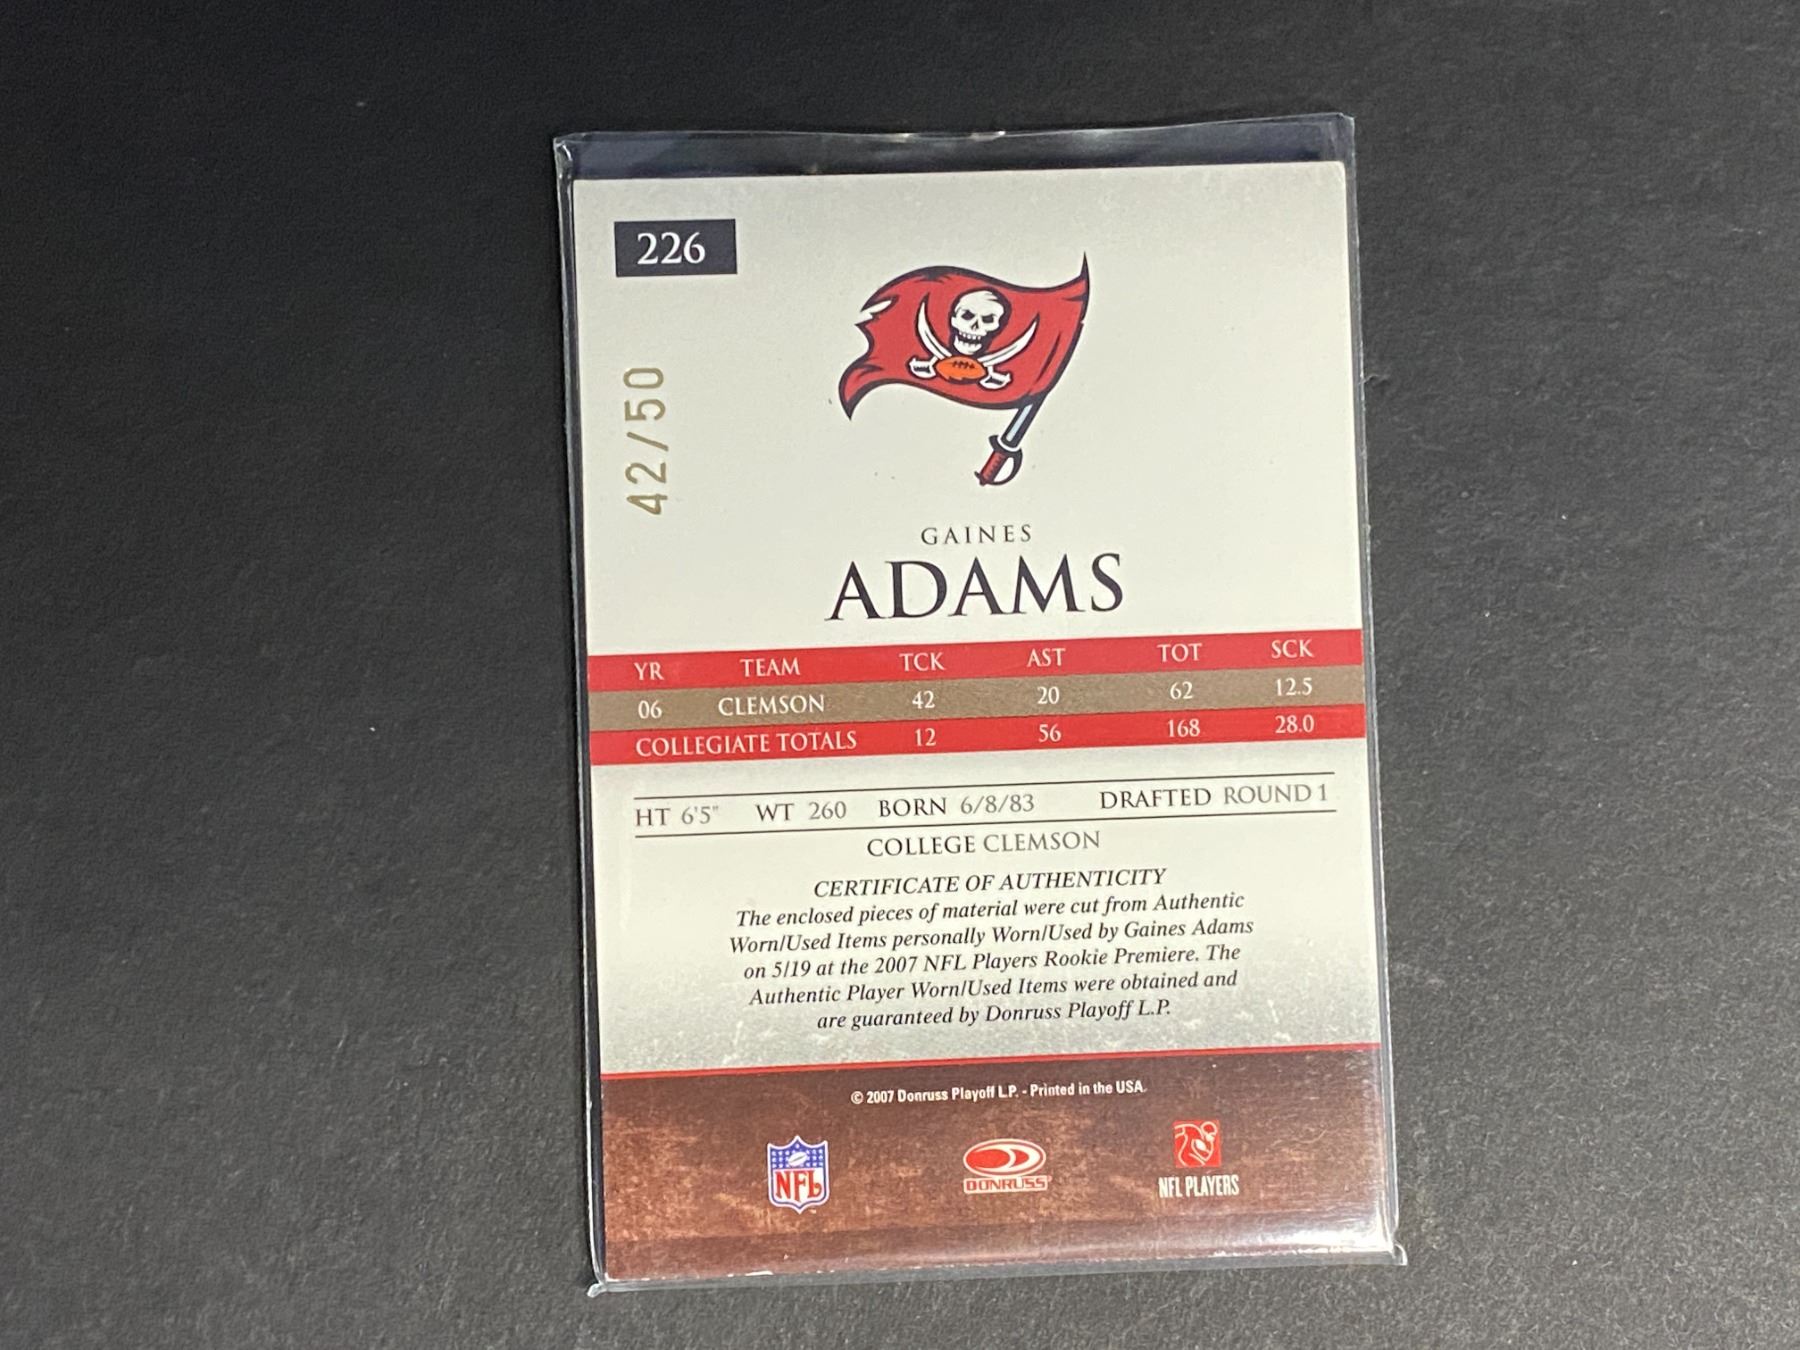 226
42/50
GAINES
ADAMS
YR TEAM TCK AST TOT SCK
06 CLEMSON 42 20 62 12.5
COLLEGIATE TOTALS 12 56 168 28.0
HT 6'5" WT 260 BORN 6/8/83 DRAFTED ROUND 1
COLLEGE CLEMSON
CERTIFICATE OF AUTHENTICITY
The enclosed pieces of material were cut from Authentic
Worn/Used Items personally Worn/Used by Gaines Adams
on 5/19 at the 2007 NFL Players Rookie Premiere. The
Authentic Player Worn/Used Items were obtained and
are guaranteed by Donruss Playoff L.P.
© 2007 Donruss Playoff L.P. - Printed in the USA.
NFL DONRUSS NFL PLAYERS